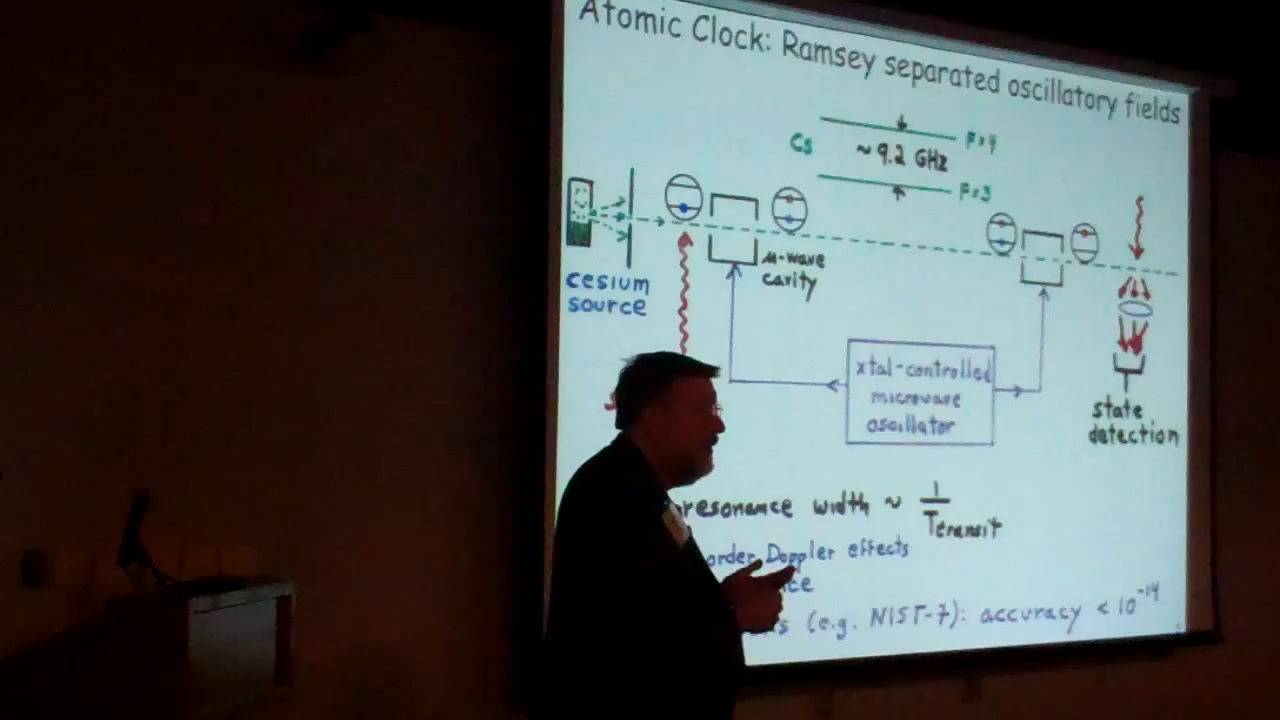 Atomic Clock: Ramsey separated oscillatory fields
Cs
~ 9.2 GHz
F=4
F=3
cesium
source
μ-wave
cavity
xtal-controlled
microwave
oscillator
state
detection
resonance width ~ 1
Ttransit
order Doppler effects
(e.g. NIST-7): accuracy < 10⁻¹⁴